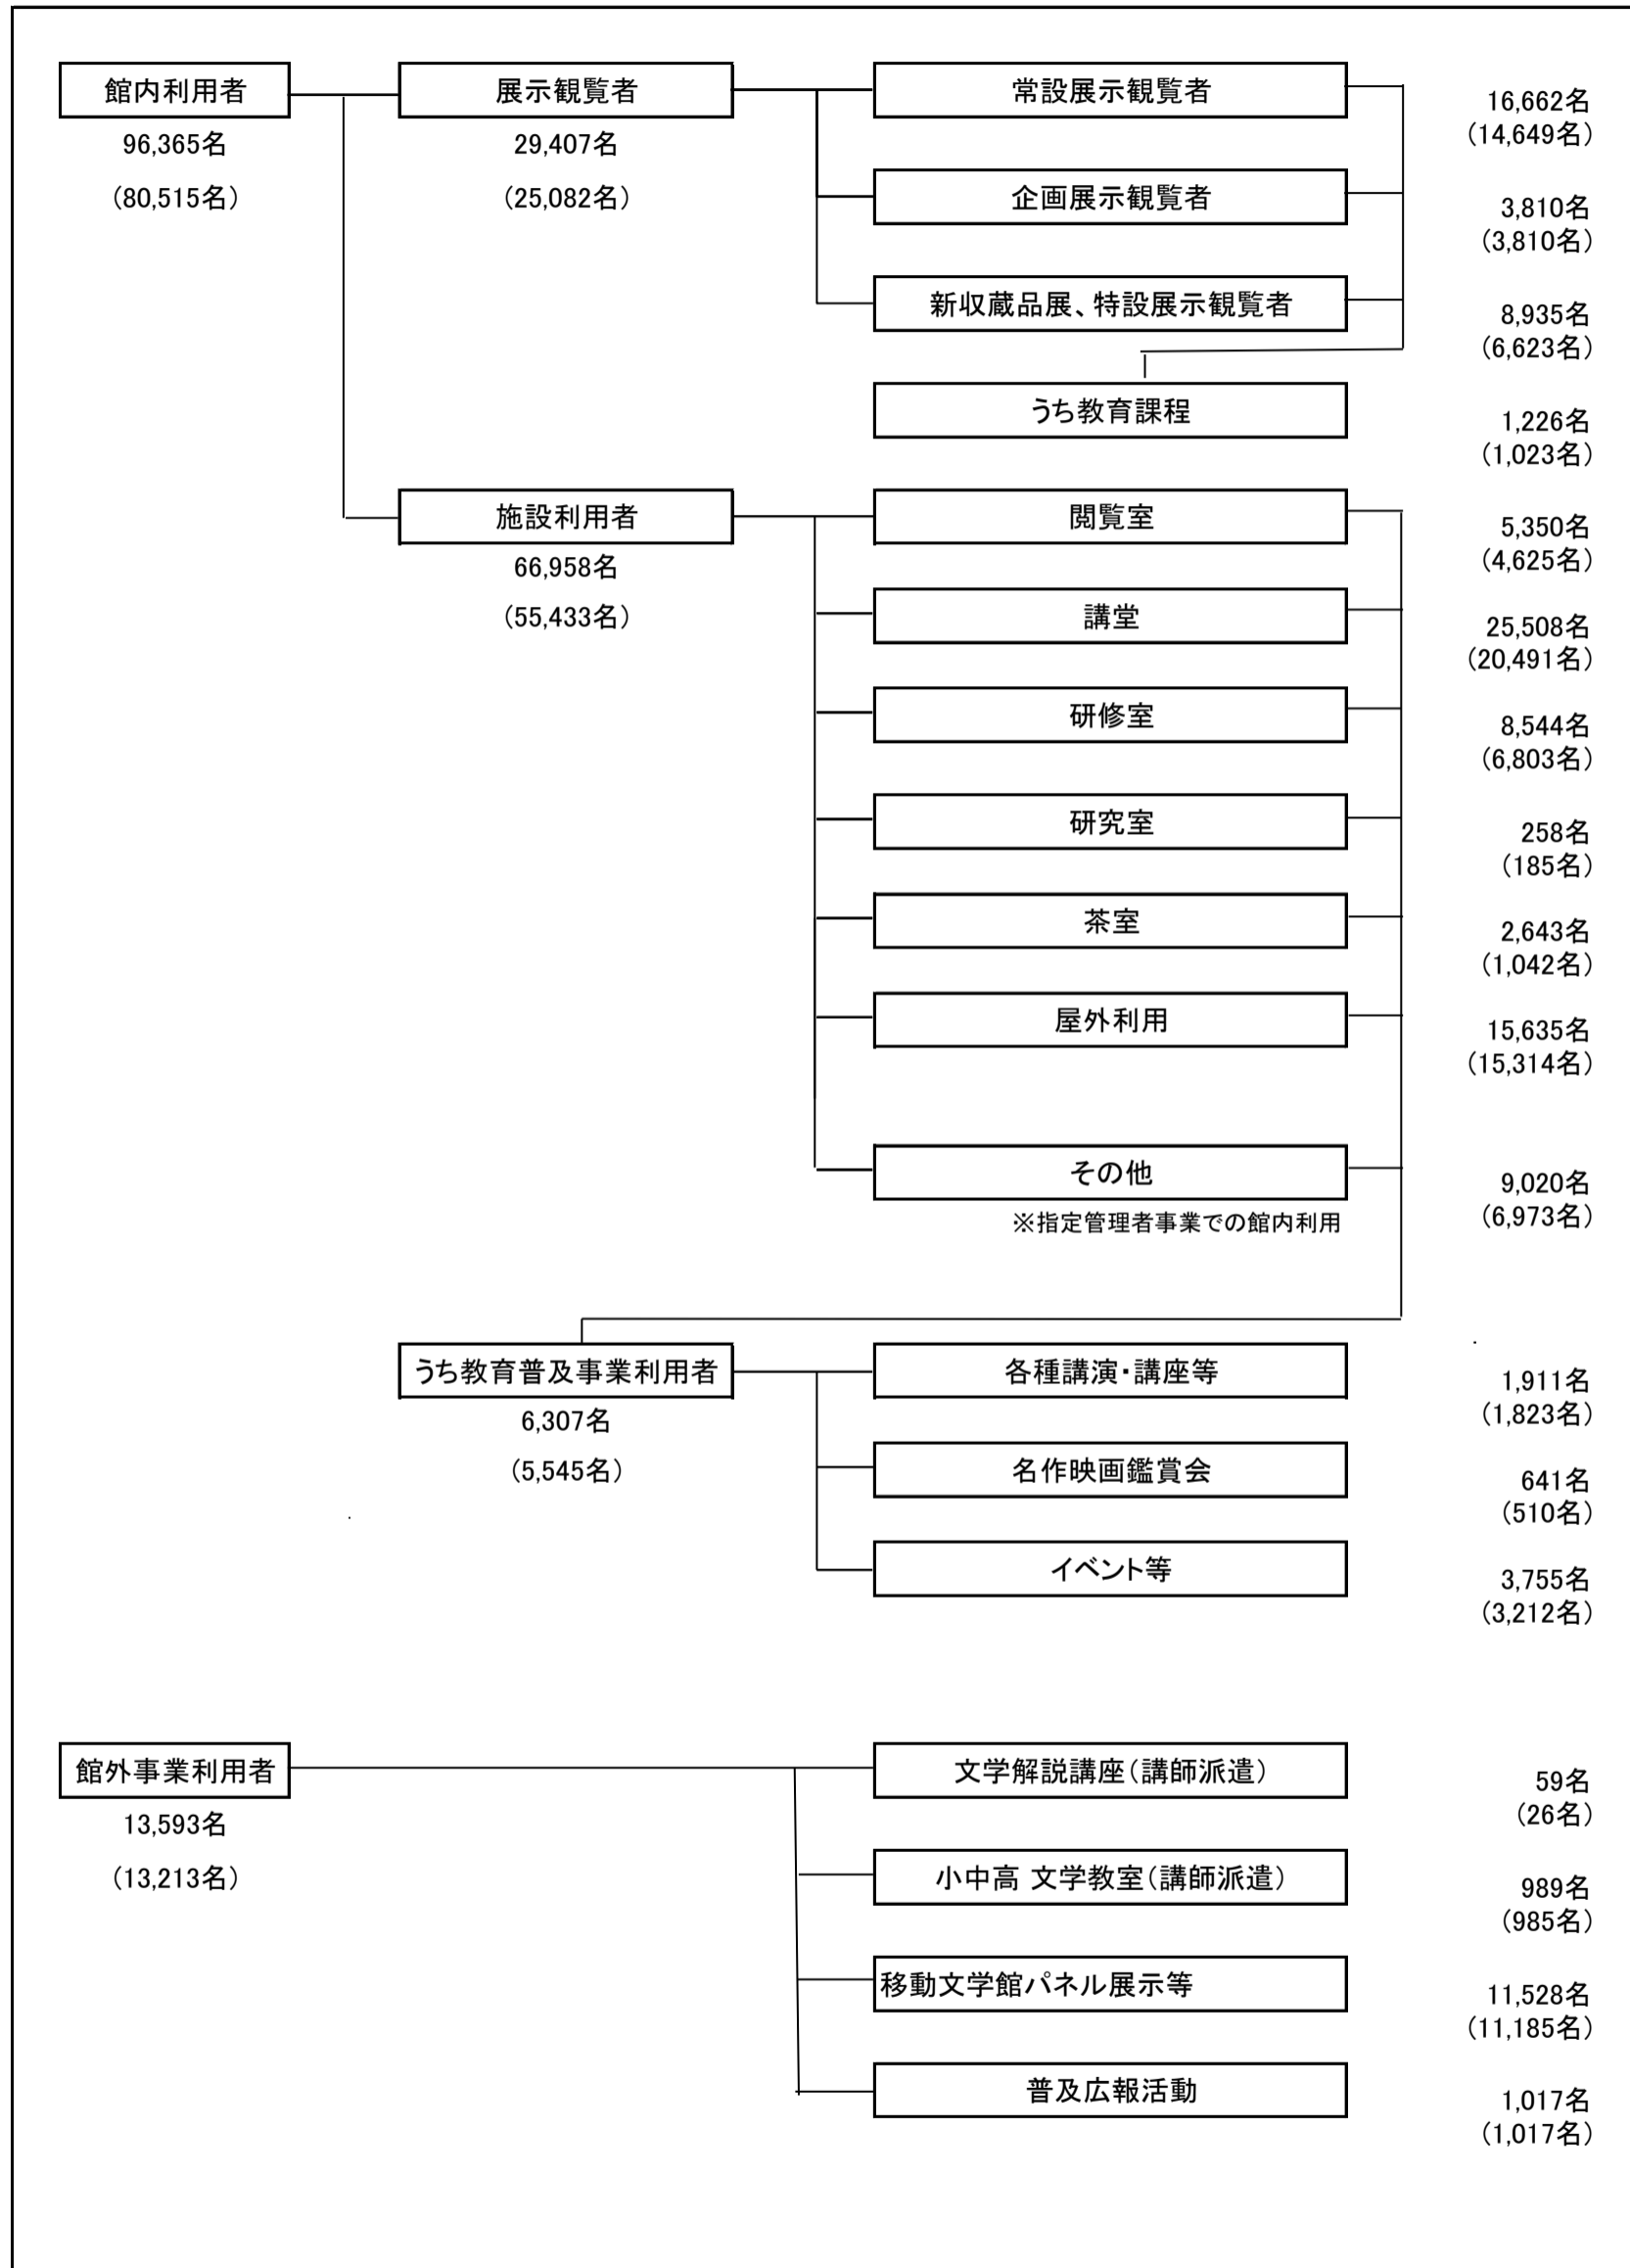 館内利用者
96,365名
(80,515名)
展示観覧者
29,407名
(25,082名)
常設展示観覧者
16,662名
(14,649名)
企画展示観覧者
3,810名
(3,810名)
新収蔵品展、特設展示観覧者
8,935名
(6,623名)
うち教育課程
1,226名
(1,023名)
施設利用者
66,958名
(55,433名)
閲覧室
5,350名
(4,625名)
講堂
25,508名
(20,491名)
研修室
8,544名
(6,803名)
研究室
258名
(185名)
茶室
2,643名
(1,042名)
屋外利用
15,635名
(15,314名)
その他
※指定管理者事業での館内利用
9,020名
(6,973名)
うち教育普及事業利用者
6,307名
(5,545名)
各種講演・講座等
1,911名
(1,823名)
名作映画鑑賞会
641名
(510名)
イベント等
3,755名
(3,212名)
館外事業利用者
13,593名
(13,213名)
文学解説講座(講師派遣)
59名
(26名)
小中高 文学教室(講師派遣)
989名
(985名)
移動文学館パネル展示等
11,528名
(11,185名)
普及広報活動
1,017名
(1,017名)